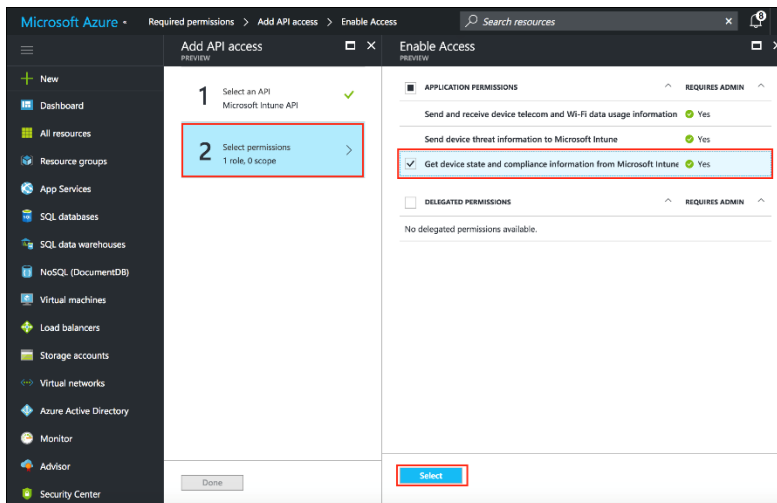 Microsoft Azure Required permissions > Add API access > Enable Access Search resources 8
Add API access
PREVIEW
1
Select an API
Microsoft Intune API
2
Select permissions
1 role, 0 scope
Done
Enable Access
PREVIEW
APPLICATION PERMISSIONS REQUIRES ADMIN
Send and receive device telecom and Wi-Fi data usage information Yes
Send device threat information to Microsoft Intune Yes
Get device state and compliance information from Microsoft Intune Yes
DELEGATED PERMISSIONS REQUIRES ADMIN
No delegated permissions available.
Select
New
Dashboard
All resources
Resource groups
App Services
SQL databases
SQL data warehouses
NoSQL (DocumentDB)
Virtual machines
Load balancers
Storage accounts
Virtual networks
Azure Active Directory
Monitor
Advisor
Security Center